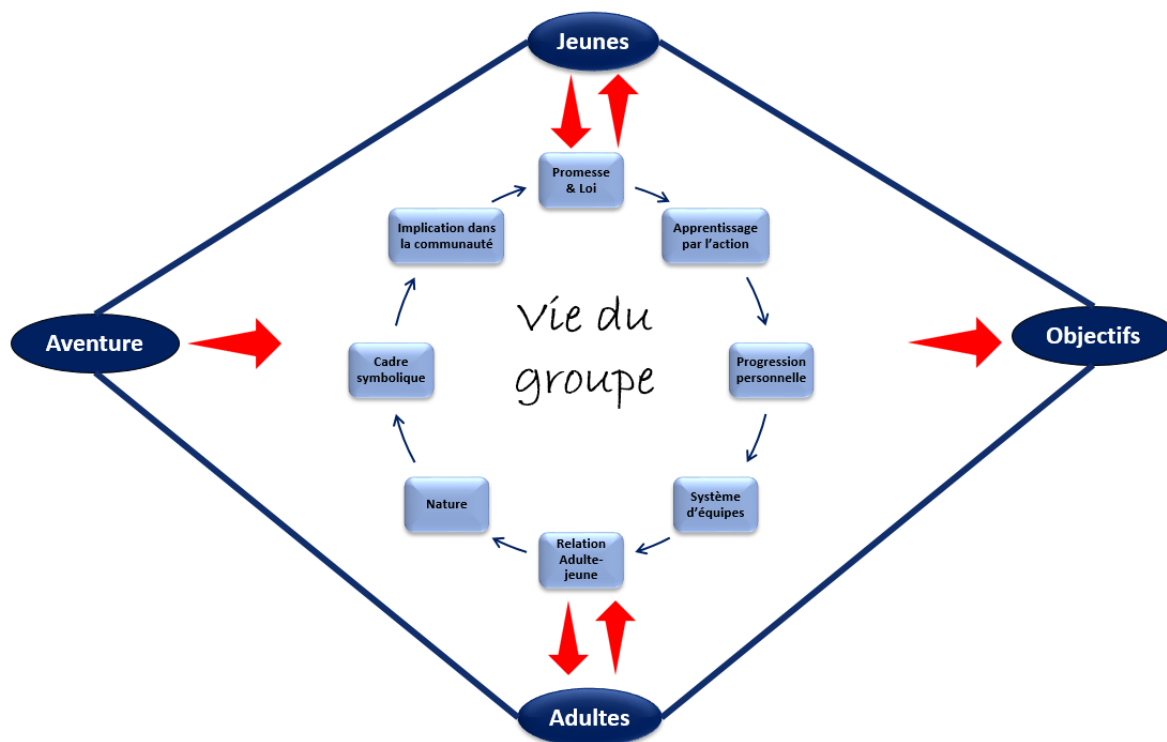 Jeunes
Promesse
& Loi
Implication dans
la communauté
Apprentissage
par l'action
Vie du
groupe
Aventure
Objectifs
Cadre
symbolique
Progression
personnelle
Nature
Système
d'équipes
Relation
Adulte-
jeune
Adultes